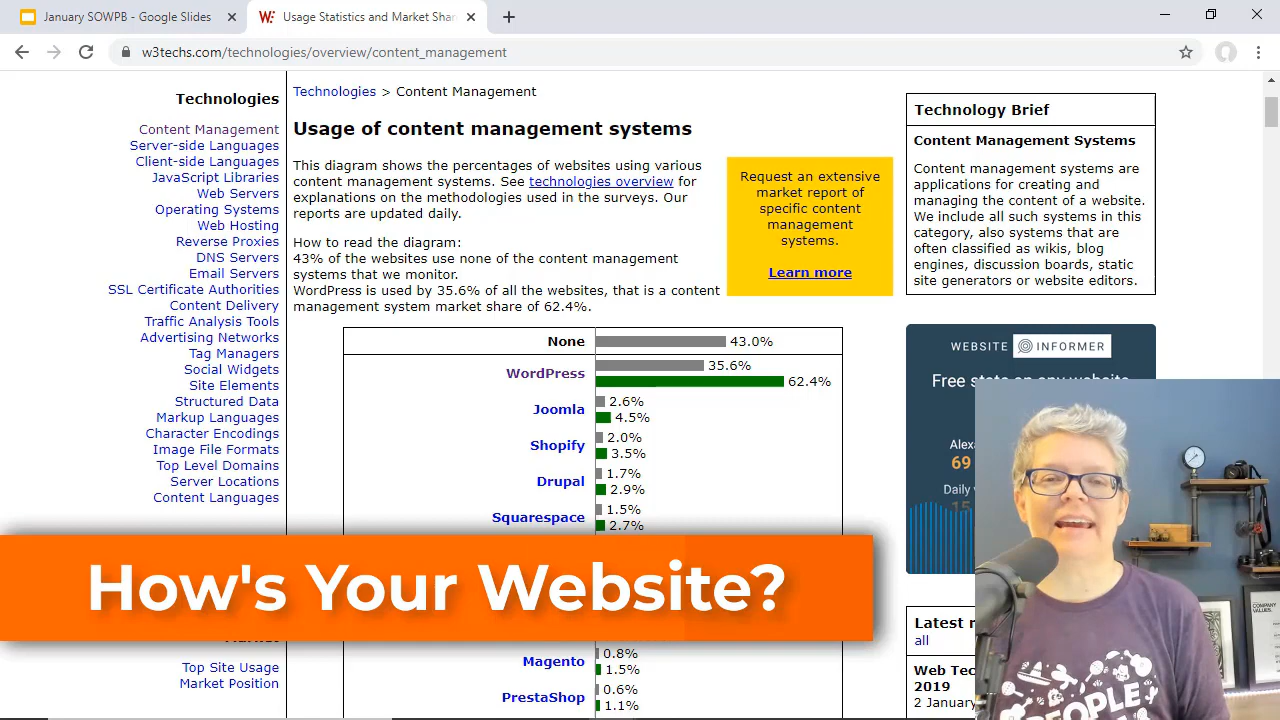 January SOWPB - Google Slides
Usage Statistics and Market Shar
w3techs.com/technologies/overview/content_management
Technologies
Content Management
Server-side Languages
Client-side Languages
JavaScript Libraries
Web Servers
Operating Systems
Web Hosting
Reverse Proxies
DNS Servers
Email Servers
SSL Certificate Authorities
Content Delivery
Traffic Analysis Tools
Advertising Networks
Tag Managers
Social Widgets
Site Elements
Structured Data
Markup Languages
Character Encodings
Image File Formats
Top Level Domains
Server Locations
Content Languages
Market
Top Site Usage
Market Position
Technologies > Content Management
Usage of content management systems
This diagram shows the percentages of websites using various
content management systems. See technologies overview for
explanations on the methodologies used in the surveys. Our
reports are updated daily.
How to read the diagram:
43% of the websites use none of the content management
systems that we monitor.
WordPress is used by 35.6% of all the websites, that is a content
management system market share of 62.4%.
Request an extensive
market report of
specific content
management
systems.
Learn more
None 43.0%
WordPress 35.6%
62.4%
Joomla 2.6%
4.5%
Shopify 2.0%
3.5%
Drupal 1.7%
2.9%
Squarespace 1.5%
2.7%
How's Your Website?
Magento 0.8%
1.5%
PrestaShop 0.6%
1.1%
Technology Brief
Content Management Systems
Content management systems are
applications for creating and
managing the content of a website.
We include all such systems in this
category, also systems that are
often classified as wikis, blog
engines, discussion boards, static
site generators or website editors.
WEBSITE INFORMER
Free stats on any website
Alexa
69
Daily v
15
Latest r
all
Web Tec
2019
2 January
COMPANY
VALUES.
PEOPLE